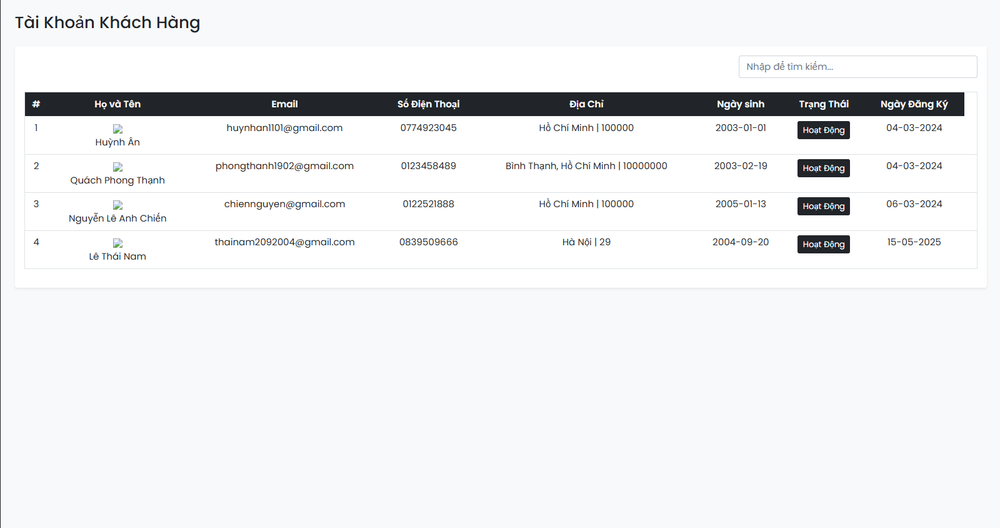 Tài Khoản Khách Hàng
Nhập để tìm kiếm...
# Họ và Tên Email Số Điện Thoại Địa Chỉ Ngày sinh Trạng Thái Ngày Đăng Ký
1 huynhan1101@gmail.com 0774923045 Hồ Chí Minh | 100000 2003-01-01 Hoạt Động 04-03-2024
Huỳnh Ân
2 phongthanh1902@gmail.com 0123458489 Bình Thạnh, Hồ Chí Minh | 10000000 2003-02-19 Hoạt Động 04-03-2024
Quách Phong Thạnh
3 chiennguyen@gmail.com 0122521888 Hồ Chí Minh | 100000 2005-01-13 Hoạt Động 06-03-2024
Nguyễn Lê Anh Chiến
4 thainam2092004@gmail.com 0839509666 Hà Nội | 29 2004-09-20 Hoạt Động 15-05-2025
Lê Thái Nam